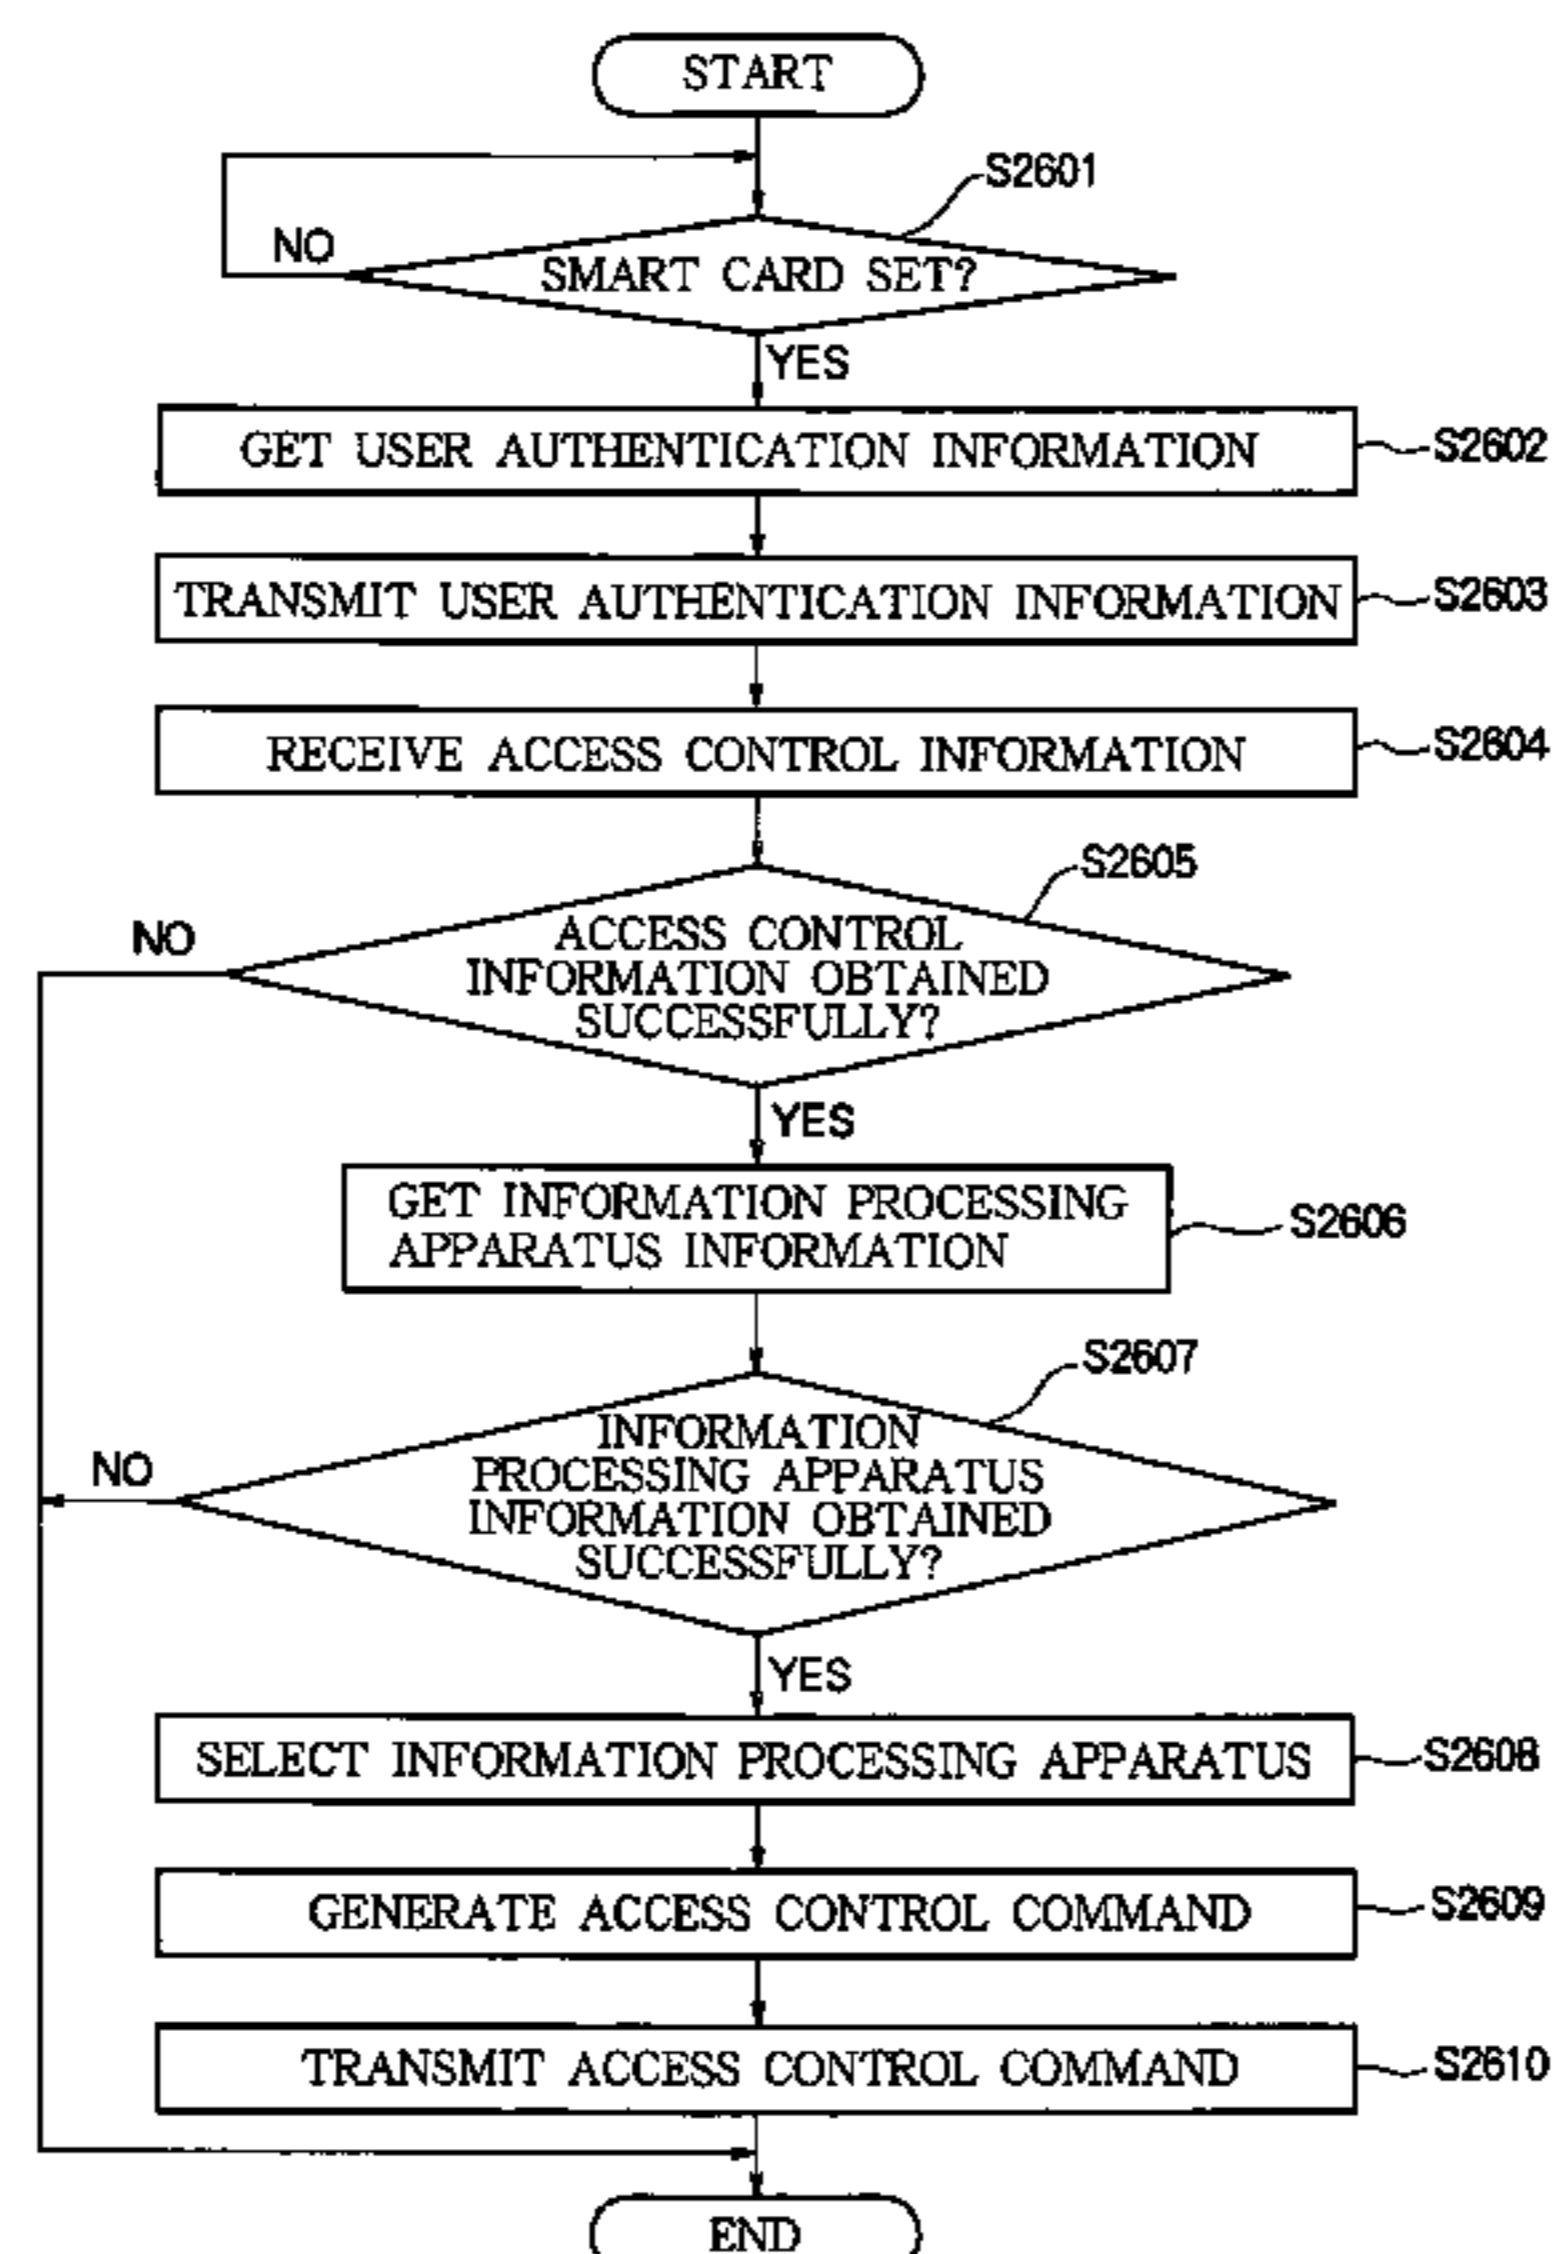 START
S2601
NO
SMART CARD SET?
YES
GET USER AUTHENTICATION INFORMATION
S2602
TRANSMIT USER AUTHENTICATION INFORMATION
S2603
RECEIVE ACCESS CONTROL INFORMATION
S2604
S2605
NO
ACCESS CONTROL
INFORMATION OBTAINED
SUCCESSFULLY?
YES
GET INFORMATION PROCESSING
APPARATUS INFORMATION
S2606
S2607
NO
INFORMATION
PROCESSING APPARATUS
INFORMATION OBTAINED
SUCCESSFULLY?
YES
SELECT INFORMATION PROCESSING APPARATUS
S2608
GENERATE ACCESS CONTROL COMMAND
S2609
TRANSMIT ACCESS CONTROL COMMAND
S2610
END